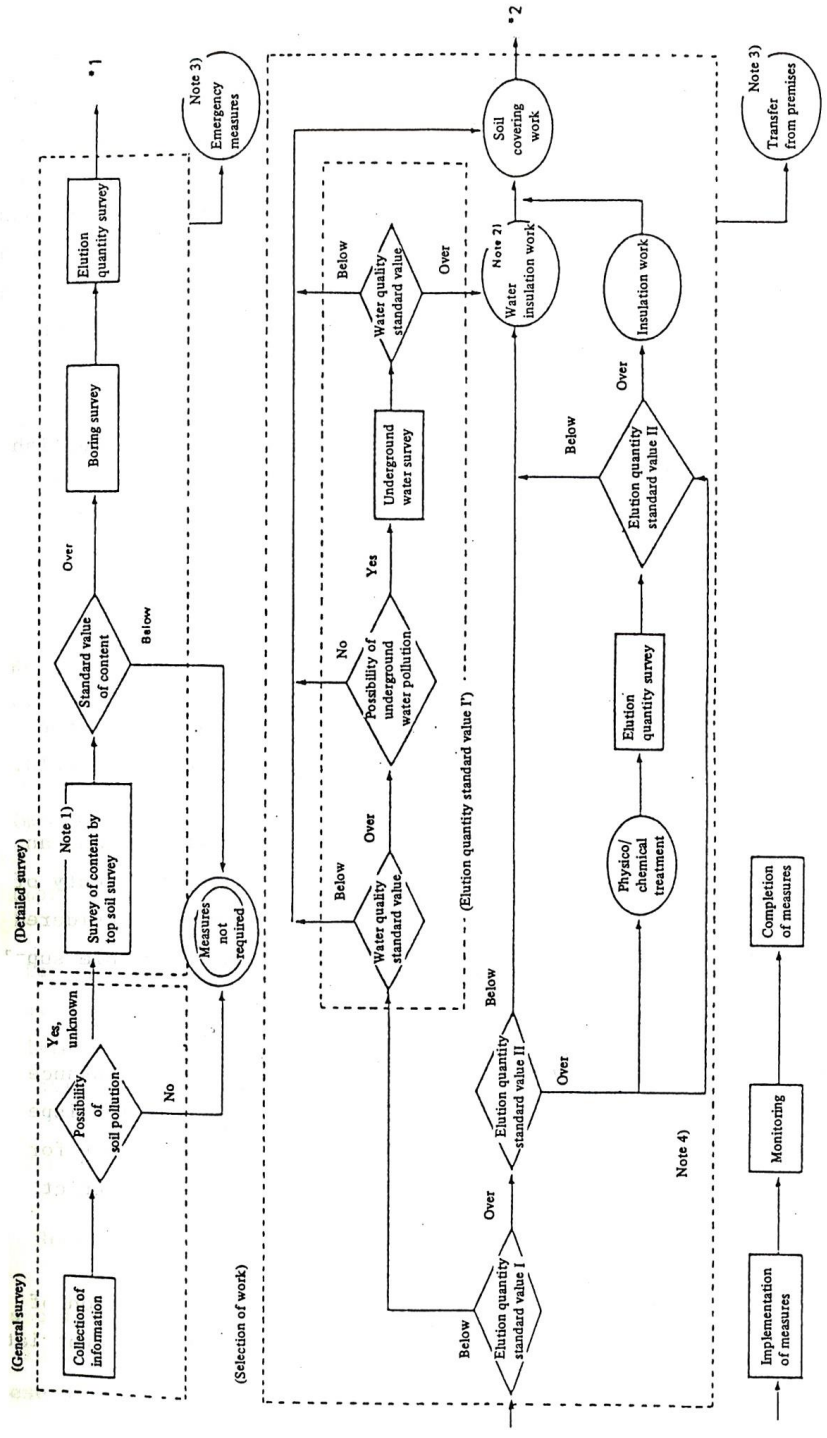 (General survey)
Collection of
information
Possibility
of
soil pollution
Yes,
unknown
No
(Detailed survey)
Note 1)
Survey of content by
top soil survey
Standard value
of content
Over
Below
Boring survey
Elution
quantity survey
*1
Measures
not
required
Note 3)
Emergency
measures
(Selection of work)
Elution quantity
standard value I
Below
Over
Elution quantity
standard value II
Below
Over
Water quality
standard value
Below
Over
Possibility of
underground
water pollution
No
Yes
Underground
water survey
Water quality
standard value
Below
Over
(Elution quantity standard value I')
Note 2)
Water
insulation work
Soil
covering
work
*2
Physico/
chemical
treatment
Elution
quantity survey
Elution quantity
standard value II
Below
Over
Insulation work
Note 3)
Transfer
from premises
Note 4)
Implementation
of measures
Monitoring
Completion
of measures